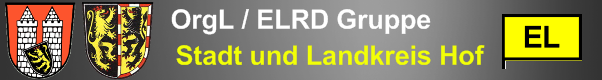 OrgL / ELRD Gruppe
Stadt und Landkreis Hof
EL